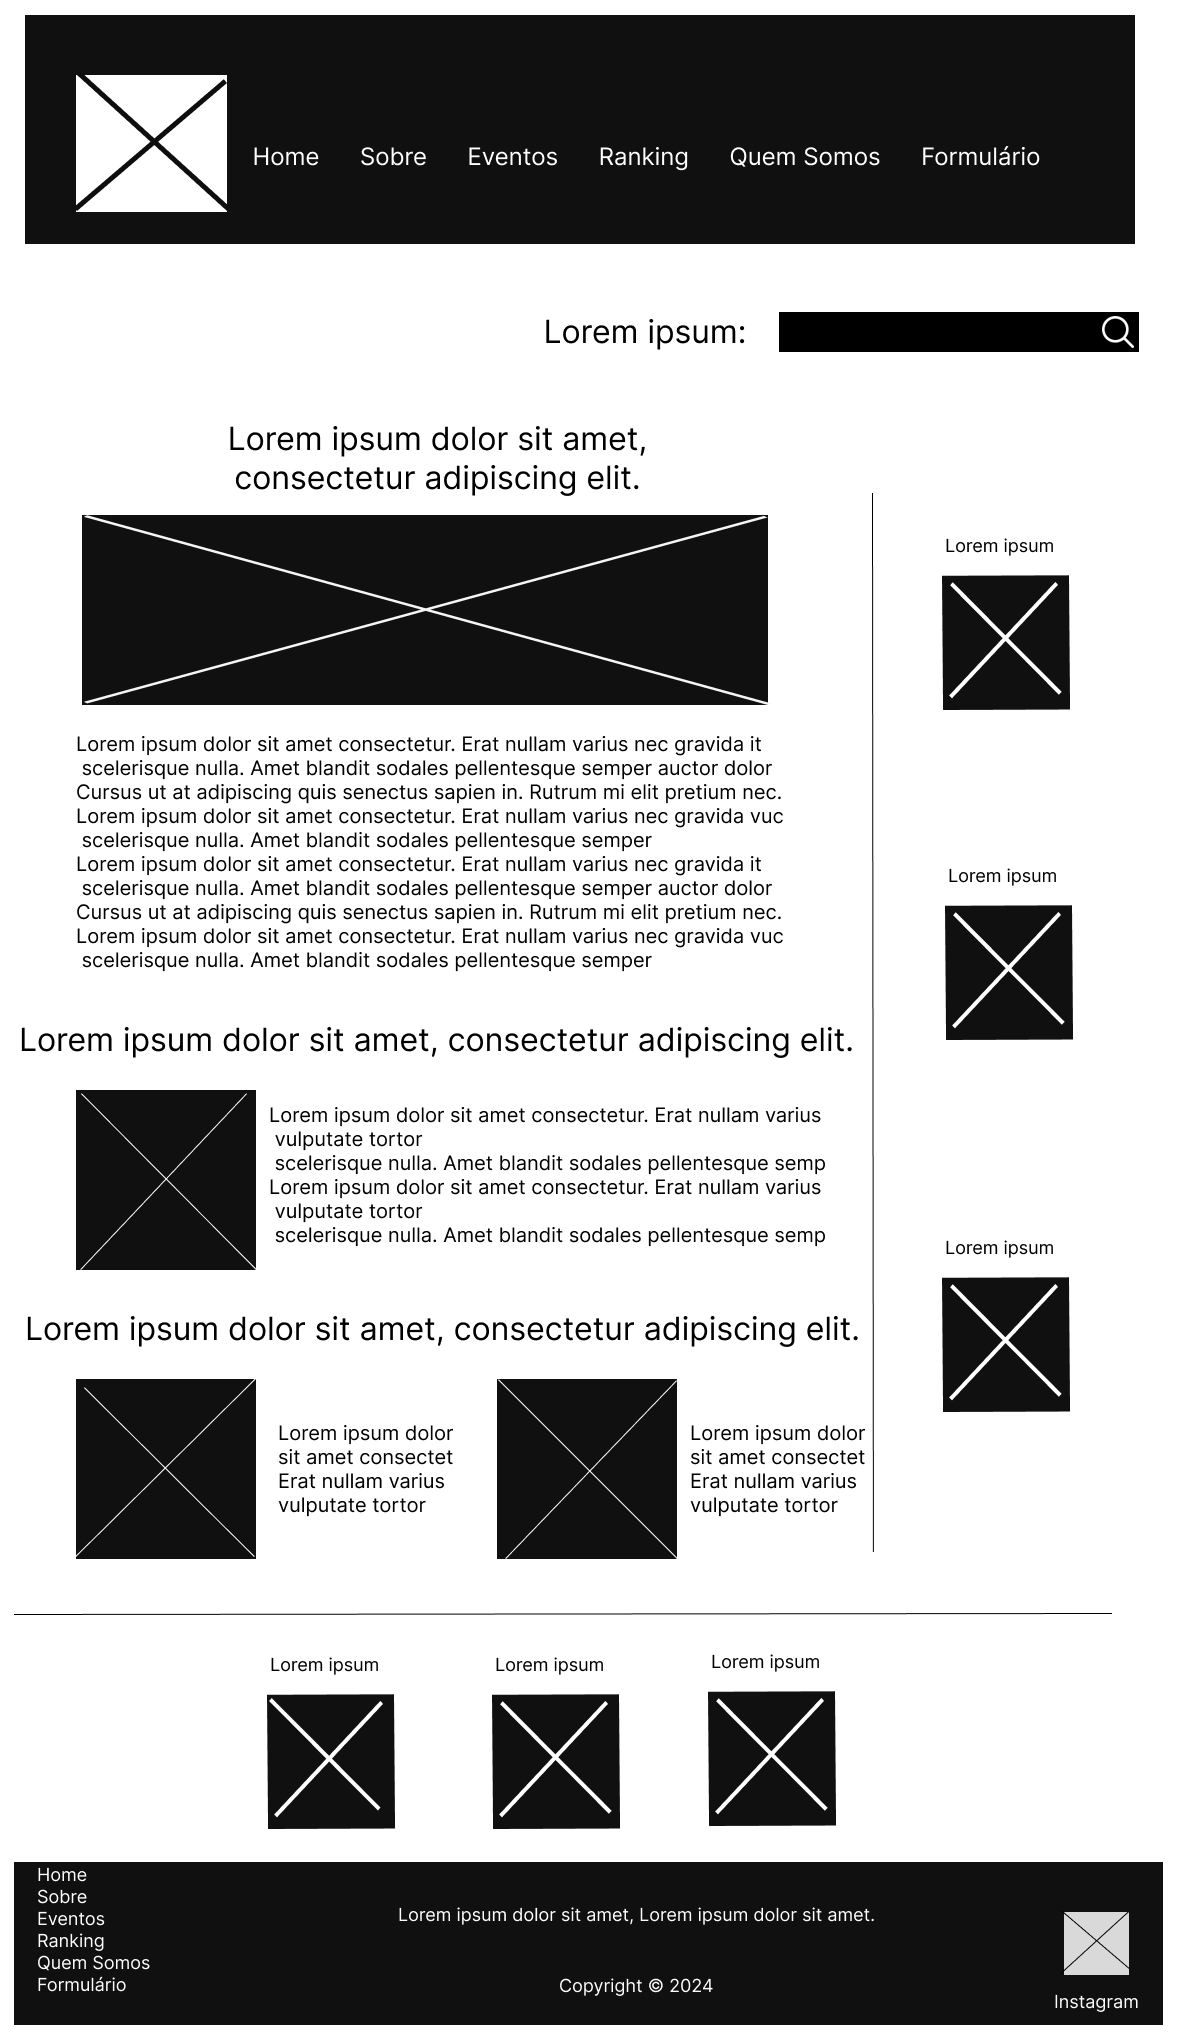 Home Sobre Eventos Ranking Quem Somos Formulário
Lorem ipsum:
Lorem ipsum dolor sit amet,
consectetur adipiscing elit.
Lorem ipsum dolor sit amet consectetur. Erat nullam varius nec gravida it
scelerisque nulla. Amet blandit sodales pellentesque semper auctor dolor
Cursus ut at adipiscing quis senectus sapien in. Rutrum mi elit pretium nec.
Lorem ipsum dolor sit amet consectetur. Erat nullam varius nec gravida vuc
scelerisque nulla. Amet blandit sodales pellentesque semper
Lorem ipsum dolor sit amet consectetur. Erat nullam varius nec gravida it
scelerisque nulla. Amet blandit sodales pellentesque semper auctor dolor
Cursus ut at adipiscing quis senectus sapien in. Rutrum mi elit pretium nec.
Lorem ipsum dolor sit amet consectetur. Erat nullam varius nec gravida vuc
scelerisque nulla. Amet blandit sodales pellentesque semper
Lorem ipsum dolor sit amet, consectetur adipiscing elit.
Lorem ipsum dolor sit amet consectetur. Erat nullam varius
vulputate tortor
scelerisque nulla. Amet blandit sodales pellentesque semp
Lorem ipsum dolor sit amet consectetur. Erat nullam varius
vulputate tortor
scelerisque nulla. Amet blandit sodales pellentesque semp
Lorem ipsum dolor sit amet, consectetur adipiscing elit.
Lorem ipsum dolor
sit amet consectet
Erat nullam varius
vulputate tortor
Lorem ipsum dolor
sit amet consectet
Erat nullam varius
vulputate tortor
Lorem ipsum
Lorem ipsum
Lorem ipsum
Lorem ipsum
Lorem ipsum
Lorem ipsum
Home
Sobre
Eventos
Ranking
Quem Somos
Formulário
Lorem ipsum dolor sit amet, Lorem ipsum dolor sit amet.
Copyright © 2024
Instagram